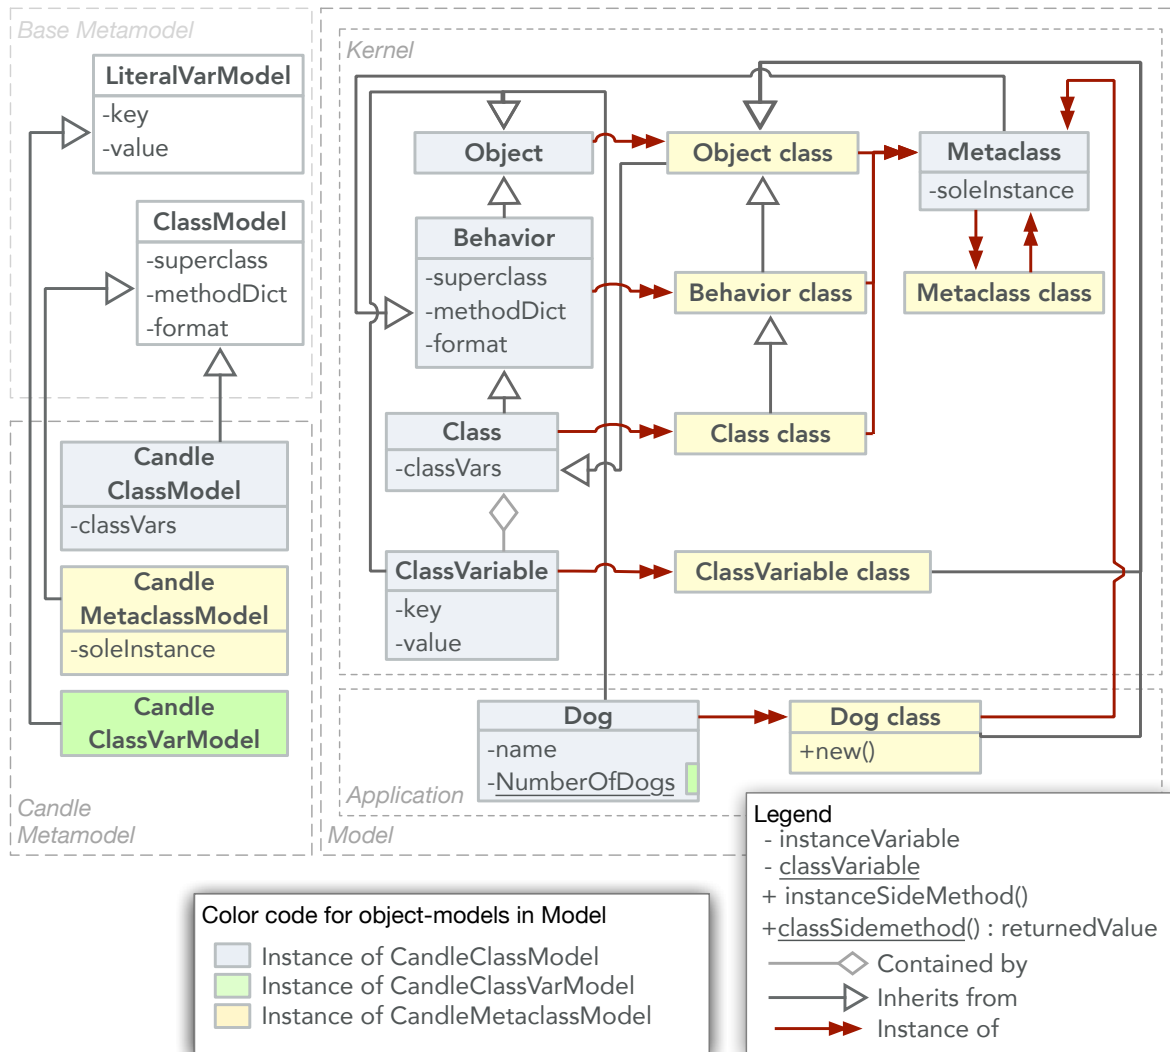 Base Metamodel
LiteralVarModel
-key
-value
ClassModel
-superclass
-methodDict
-format
Candle
ClassModel
-classVars
Candle
MetaclassModel
-soleInstance
Candle
ClassVarModel
Candle
Metamodel
Kernel
Object
Object class
Metaclass
-soleInstance
Behavior
-superclass
-methodDict
-format
Behavior class
Metaclass class
Class
-classVars
Class class
ClassVariable
-key
-value
ClassVariable class
Dog
-name
-NumberOfDogs
Dog class
+new()
Application
Model
Legend
- instanceVariable
- classVariable
+ instanceSideMethod()
+classSidemethod() : returnedValue
Contained by
Inherits from
Instance of
Color code for object-models in Model
Instance of CandleClassModel
Instance of CandleClassVarModel
Instance of CandleMetaclassModel